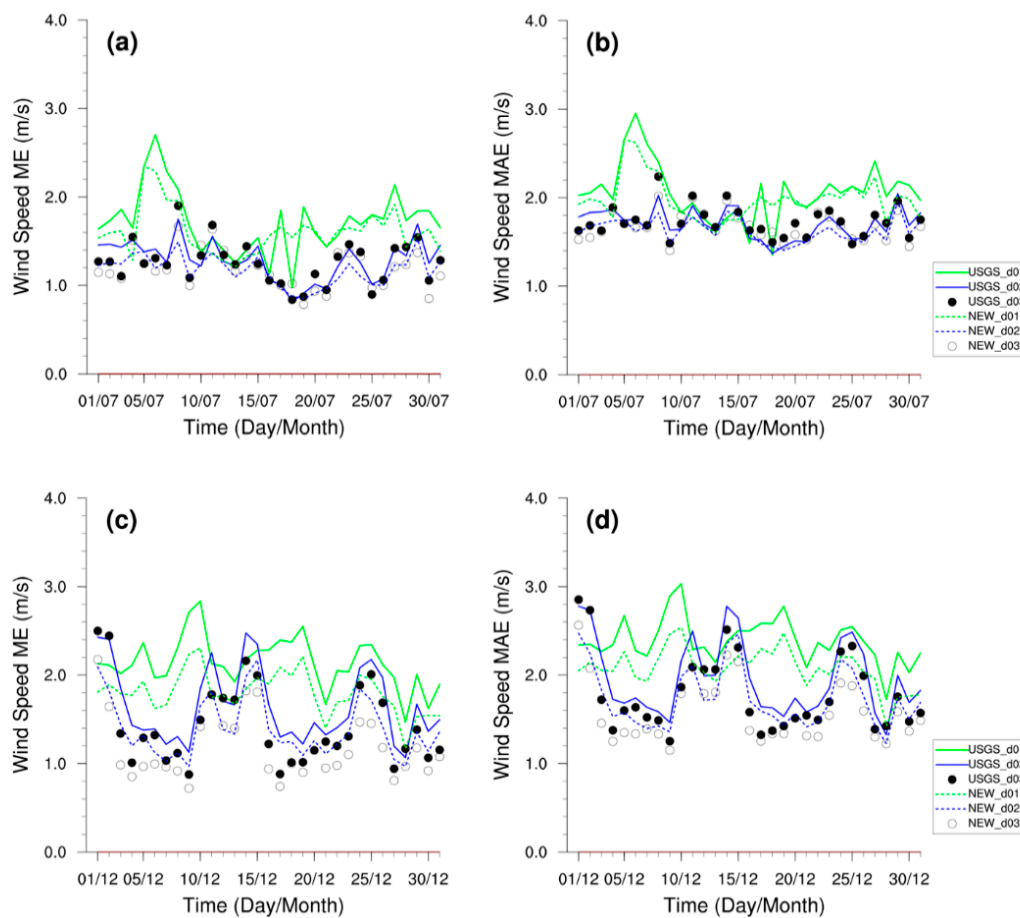 (a)
Wind Speed ME (m/s)
4.0
3.0
2.0
1.0
0.0
01/07 05/07 10/07 15/07 20/07 25/07 30/07
Time (Day/Month)
(b)
Wind Speed MAE (m/s)
4.0
3.0
2.0
1.0
0.0
01/07 05/07 10/07 15/07 20/07 25/07 30/07
Time (Day/Month)
USGS_d0
USGS_d0
USGS_d0
NEW_d01
NEW_d02
NEW_d03
(c)
Wind Speed ME (m/s)
4.0
3.0
2.0
1.0
0.0
01/12 05/12 10/12 15/12 20/12 25/12 30/12
Time (Day/Month)
(d)
Wind Speed MAE (m/s)
4.0
3.0
2.0
1.0
0.0
01/12 05/12 10/12 15/12 20/12 25/12 30/12
Time (Day/Month)
USGS_d0
USGS_d0
USGS_d0
NEW_d01
NEW_d02
NEW_d03